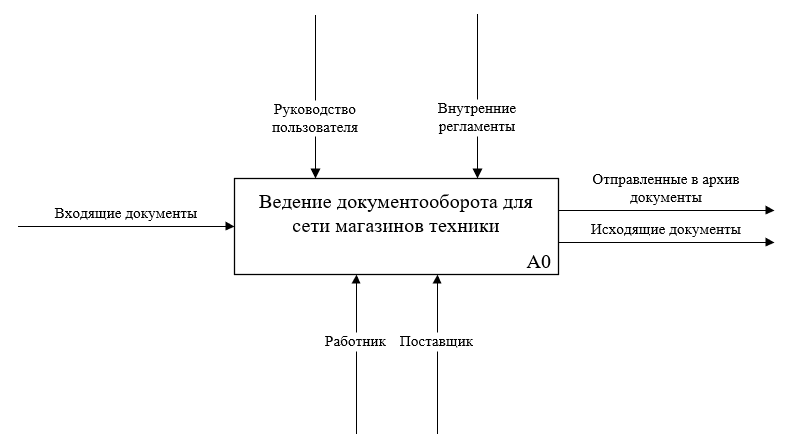 Руководство
пользователя
Внутренние
регламенты
Входящие документы
Ведение документооборота для
сети магазинов техники
A0
Отправленные в архив
документы
Исходящие документы
Работник
Поставщик